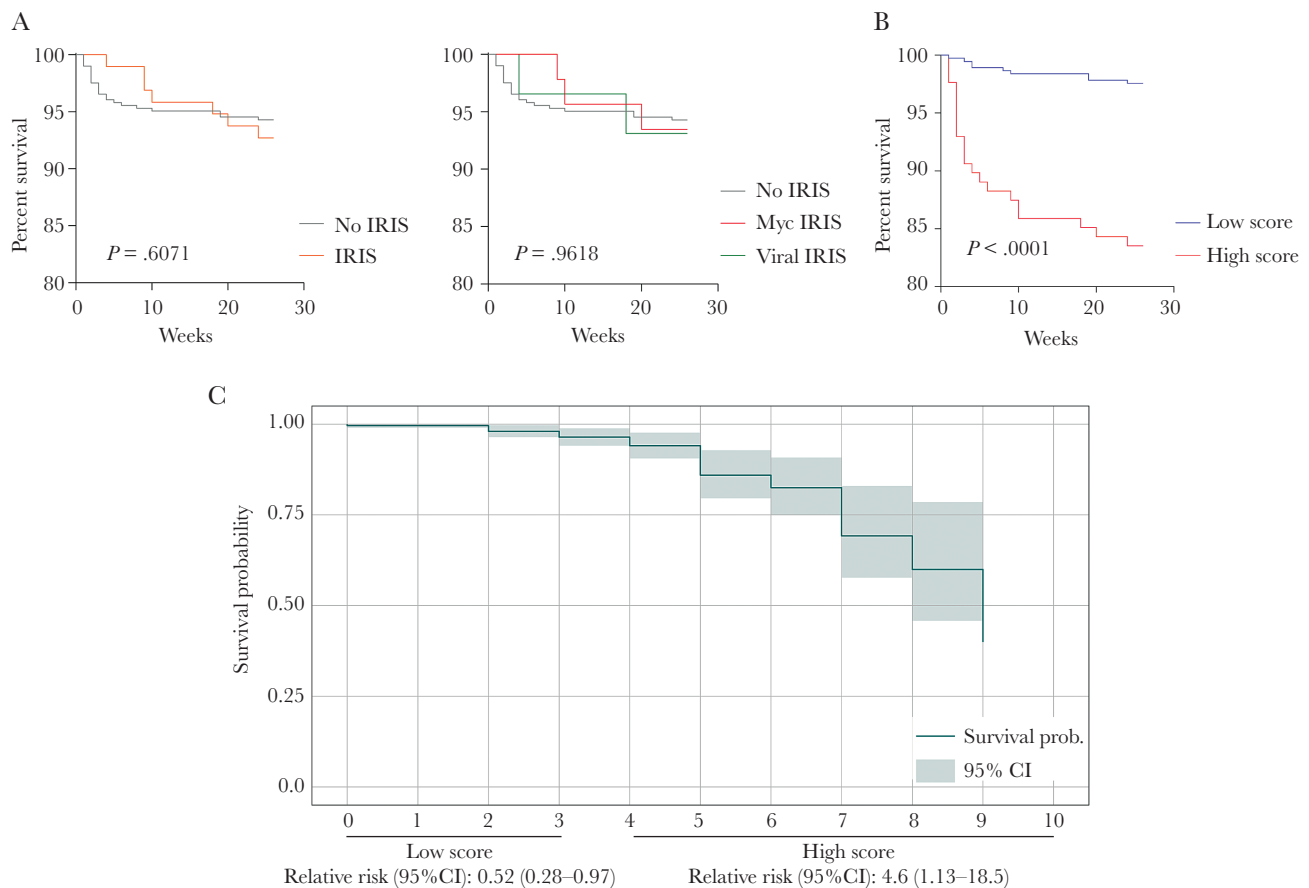 A
100
95
90
85
80
Percent survival
P = .6071
No IRIS
IRIS
0
10
20
30
Weeks
100
95
90
85
80
P = .9618
No IRIS
Myc IRIS
Viral IRIS
0
10
20
30
Weeks
B
100
95
90
85
80
Percent survival
P < .0001
Low score
High score
0
10
20
30
Weeks
C
1.00
0.75
0.50
0.25
0.0
Survival probability
Survival prob.
95% CI
0 1 2 3 4 5 6 7 8 9 10
Low score
Relative risk (95%CI): 0.52 (0.28–0.97)
High score
Relative risk (95%CI): 4.6 (1.13–18.5)